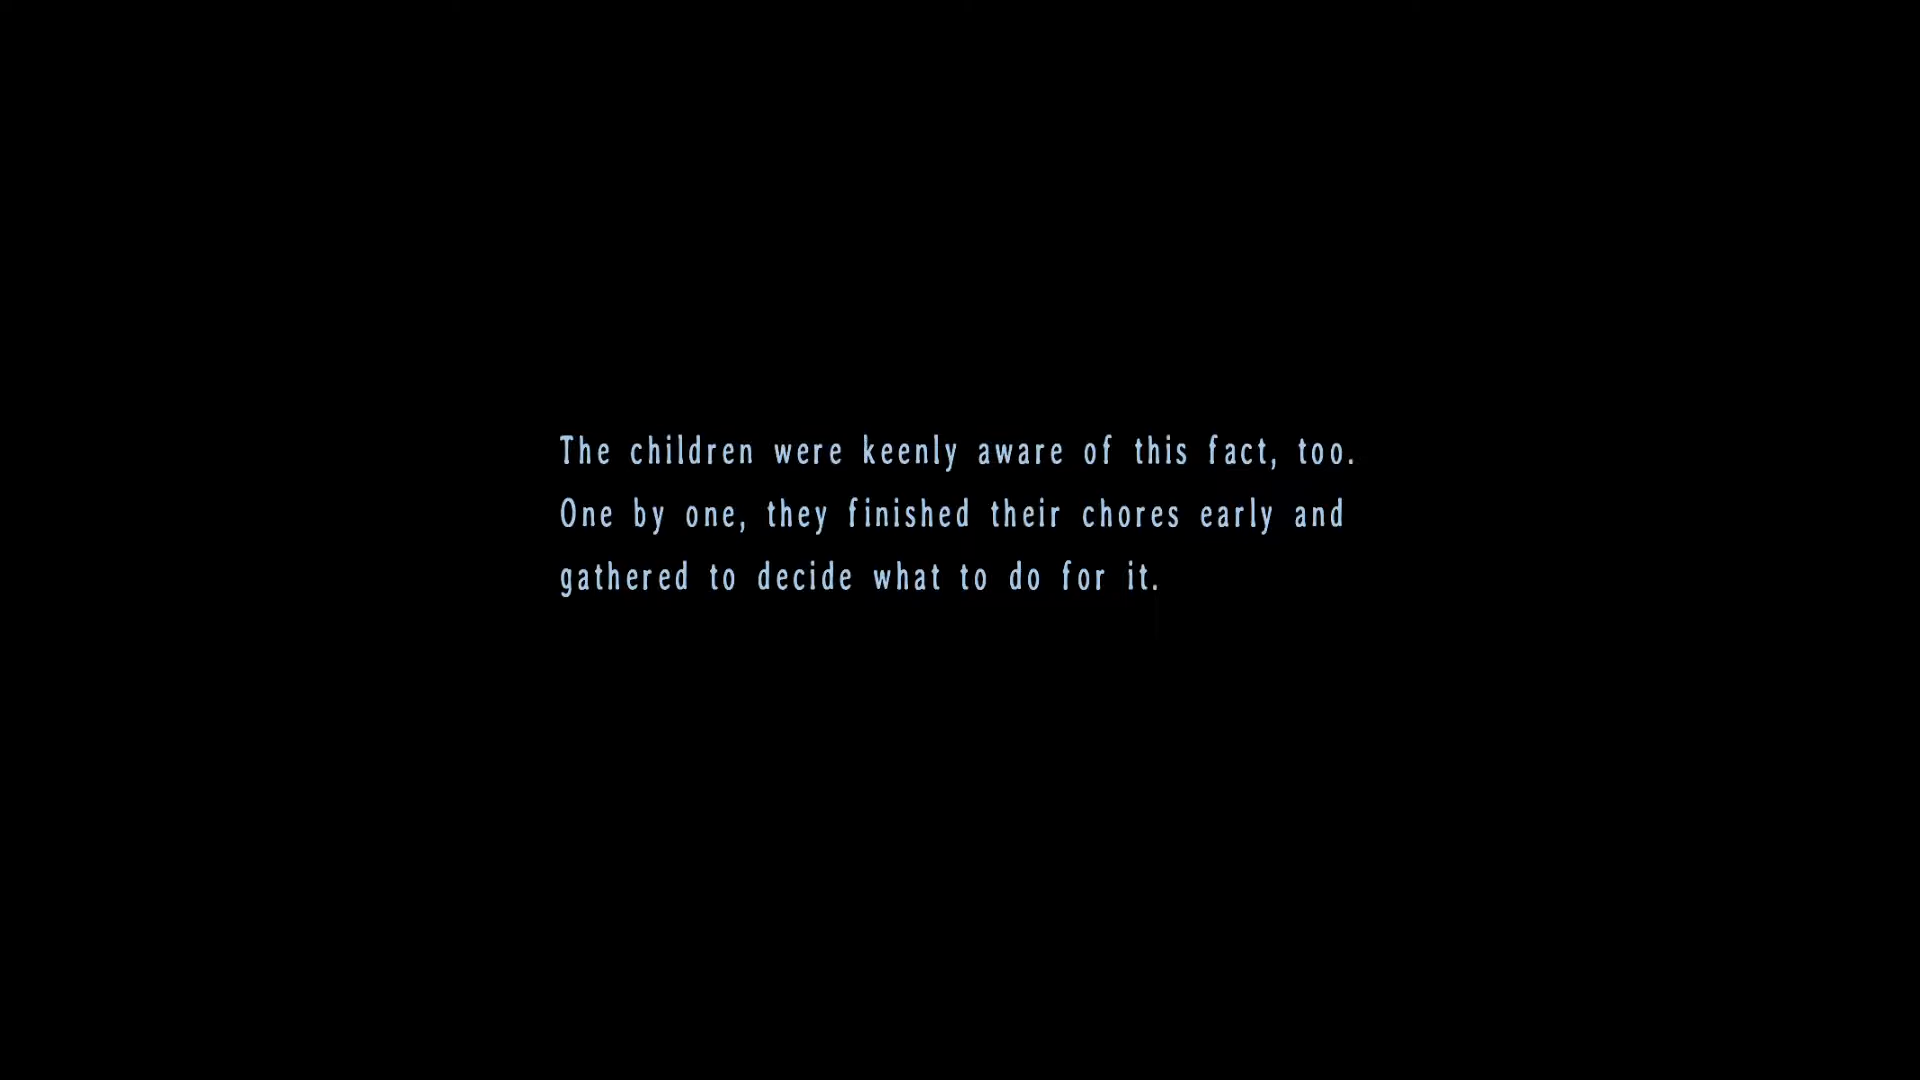 The children were keenly aware of this fact, too.
One by one, they finished their chores early and
gathered to decide what to do for it.